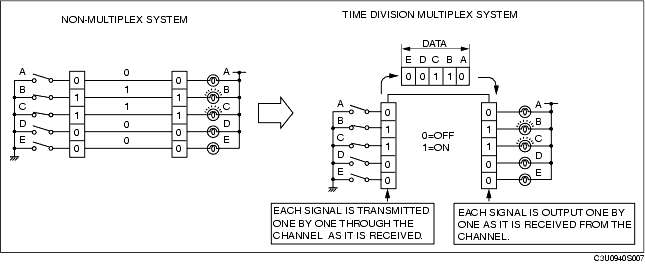 NON-MULTIPLEX SYSTEM
A 0 0 0 A
B 1 1 1 B
C 1 1 1 C
D 0 0 0 D
E 0 0 0 E
TIME DIVISION MULTIPLEX SYSTEM
DATA
E D C B A
0 0 1 1 0
A 0 0 A
B 1 1 B
C 1 1 C
D 0 0 D
E 0 0 E
0=OFF
1=ON
EACH SIGNAL IS TRANSMITTED
ONE BY ONE THROUGH THE
CHANNEL AS IT IS RECEIVED.
EACH SIGNAL IS OUTPUT ONE BY
ONE AS IT IS RECEIVED FROM THE
CHANNEL.
C3U0940S007